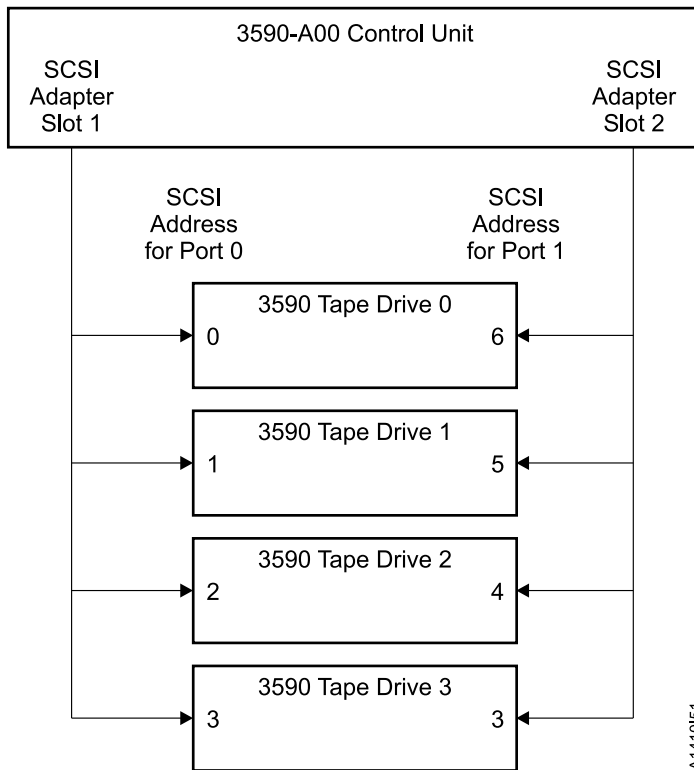 3590-A00 Control Unit
SCSI
Adapter
Slot 1
SCSI
Adapter
Slot 2
SCSI
Address
for Port 0
SCSI
Address
for Port 1
3590 Tape Drive 0
0
6
3590 Tape Drive 1
1
5
3590 Tape Drive 2
2
4
3590 Tape Drive 3
3
3